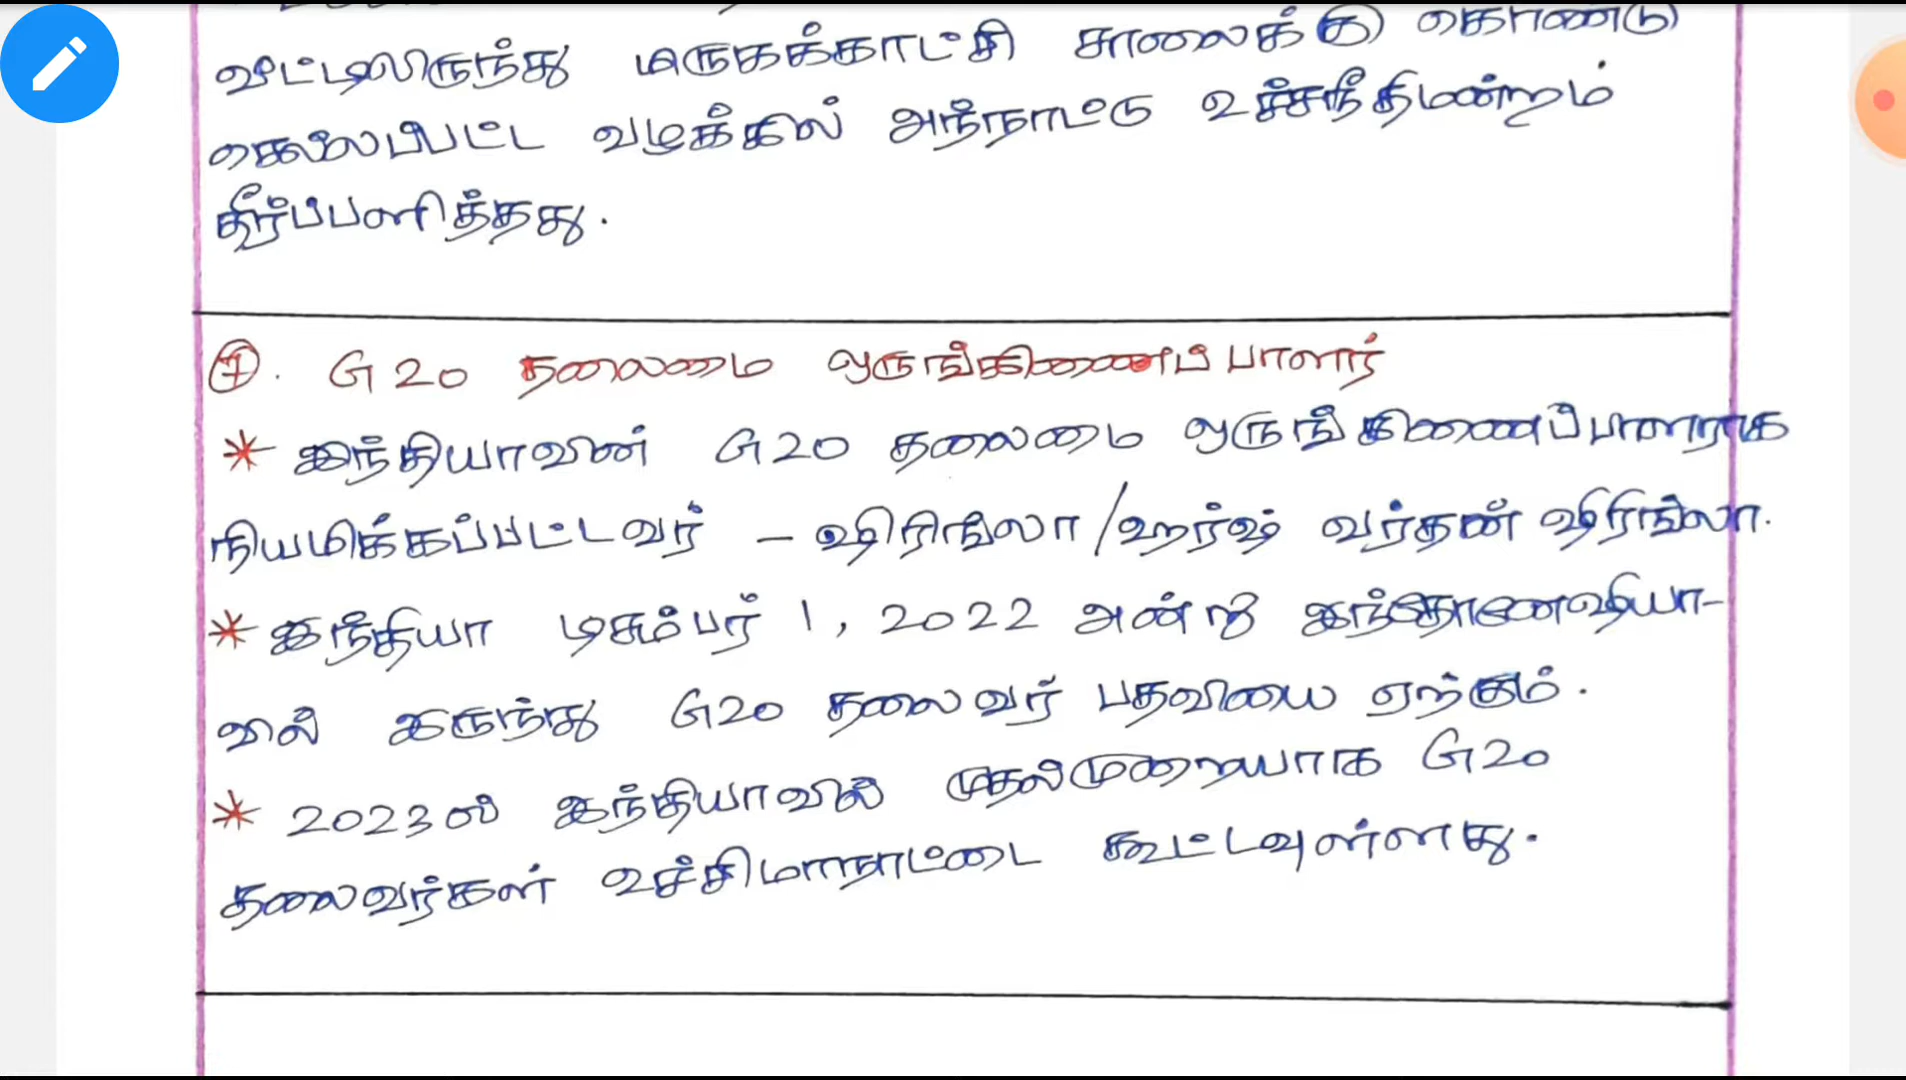 வீட்டிலிருந்து மிருகக்காட்சி சாலைக்கு கொண்டு
செல்லப்பட்ட வழக்கில் அந்நாட்டு உச்சநீதிமன்றம்
தீர்ப்பளித்தது.
7. G20 தலைமை ஒருங்கிணைப்பாளர்
* இந்தியாவின் G20 தலைமை ஒருங்கிணைப்பாளராக
நியமிக்கப்பட்டவர் - ஷிரிங்லா / ஹர்ஷ் வர்தன் ஷிரிங்லா.
* இந்தியா டிசம்பர் 1, 2022 அன்று இந்தோனேஷியா-
வில் இருந்து G20 தலைவர் பதவியை ஏற்கும்.
* 2023ல் இந்தியாவில் முதல்முறையாக G20
தலைவர்கள் உச்சிமாநாட்டை கூட்டவுள்ளது.